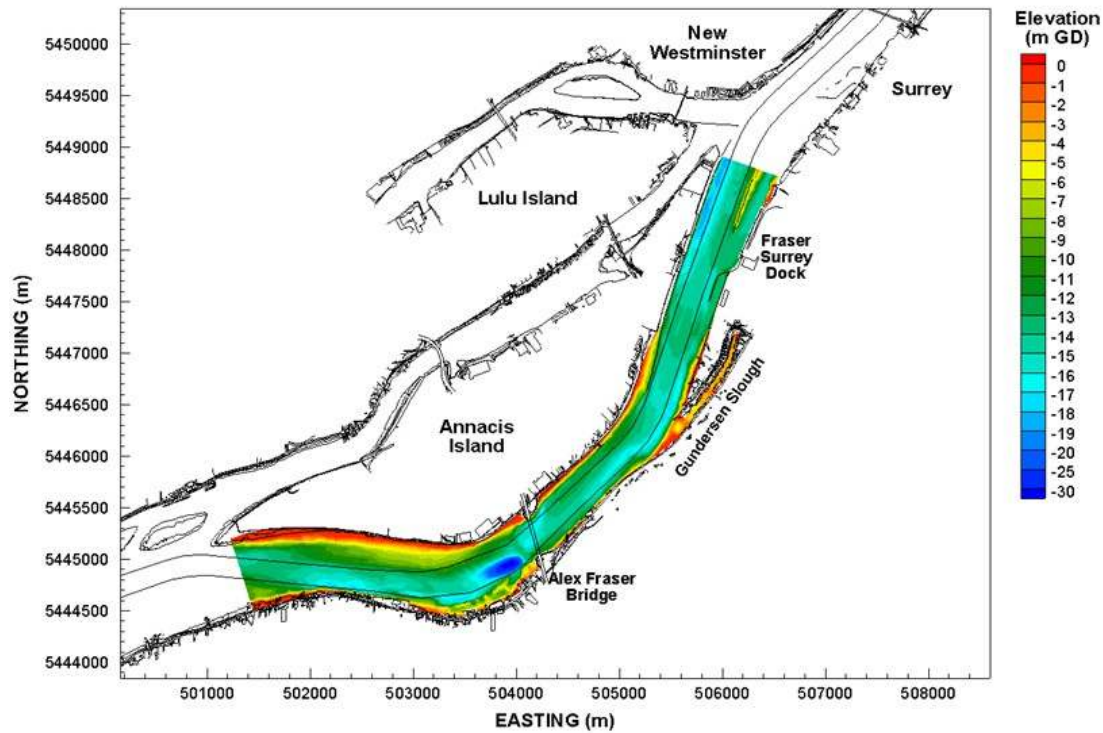 NORTHING (m)
5450000
5449500
5449000
5448500
5448000
5447500
5447000
5446500
5446000
5445500
5445000
5444500
5444000
New
Westminster
Surrey
Lulu Island
Fraser
Surrey
Dock
Gundersen Slough
Annacis
Island
Alex Fraser
Bridge
501000 502000 503000 504000 505000 506000 507000 508000
EASTING (m)
Elevation
(m GD)
0
-1
-2
-3
-4
-5
-6
-7
-8
-9
-10
-11
-12
-13
-14
-15
-16
-17
-18
-19
-20
-25
-30